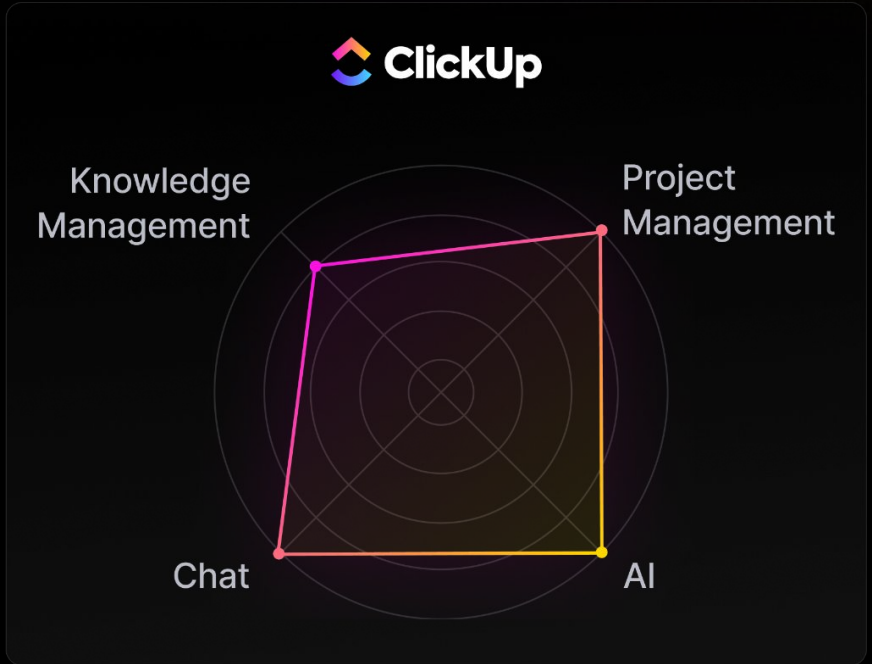 ClickUp
Knowledge
Management
Project
Management
Chat
AI